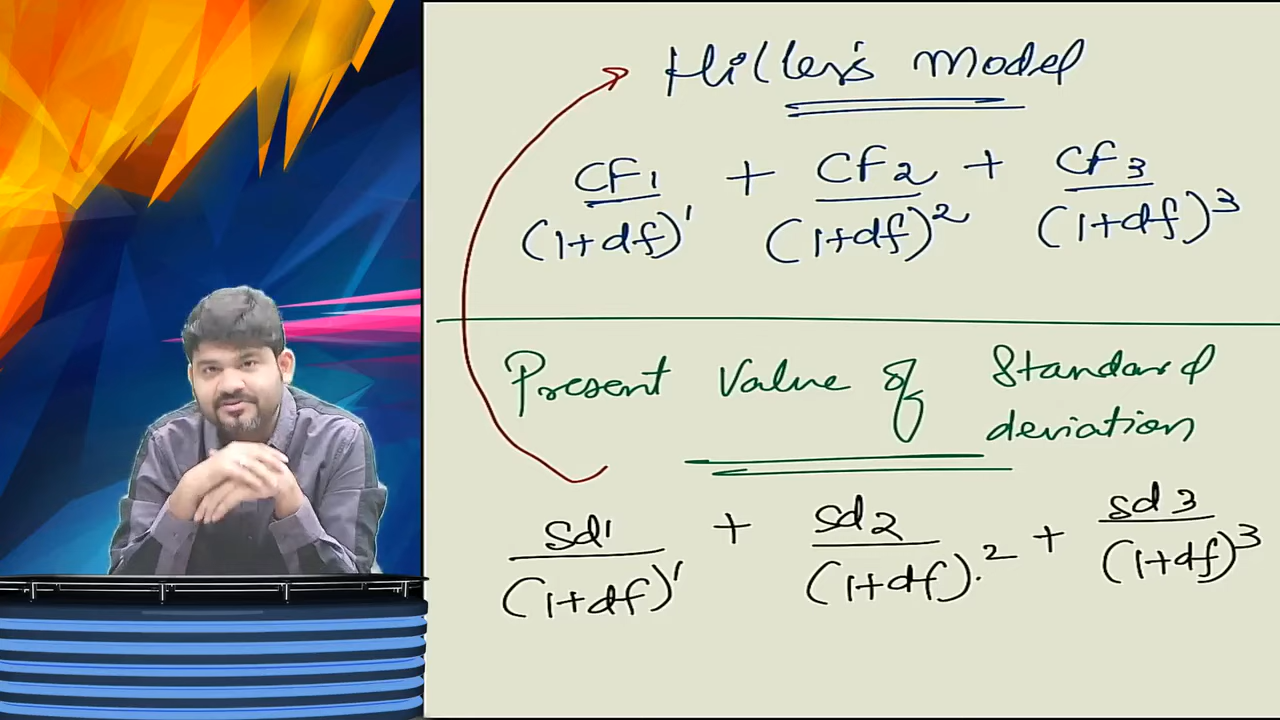 Hiller's model
CF1 + CF2 + CF3
(1+df)¹ (1+df)² (1+df)³
Present Value of Standard
deviation
sd1 + sd2 + sd3
(1+df)¹ (1+df).² (1+df)³